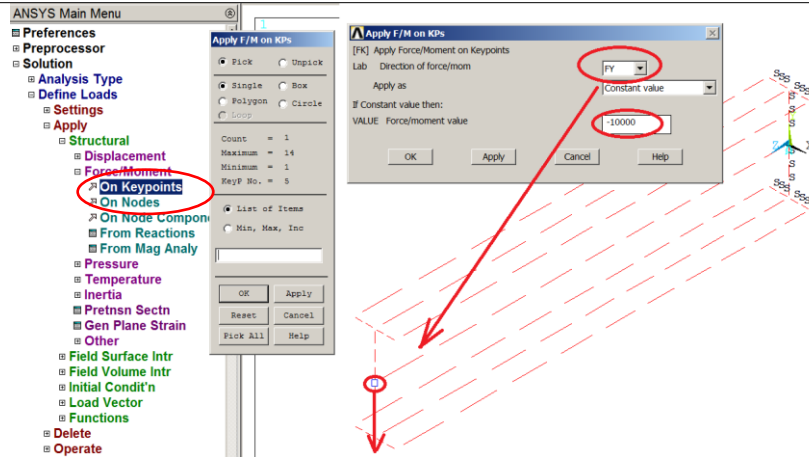 ANSYS Main Menu
Preferences
Preprocessor
Solution
Analysis Type
Define Loads
Settings
Apply
Structural
Displacement
Force/Moment
On Keypoints
On Nodes
On Node Compone
From Reactions
From Mag Analy
Pressure
Temperature
Inertia
Pretnsn Sectn
Gen Plane Strain
Other
Field Surface Intr
Field Volume Intr
Initial Condit'n
Load Vector
Functions
Delete
Operate
1
Apply F/M on KPs
Pick Unpick
Single Box
Polygon Circle
Loop
Count = 1
Maximum = 14
Minimum = 1
KeyP No. = 5
List of Items
Min, Max, Inc
OK Apply
Reset Cancel
Pick All Help
Apply F/M on KPs
[FK] Apply Force/Moment on Keypoints
Lab Direction of force/mom FY
Apply as Constant value
If Constant value then:
VALUE Force/moment value -10000
OK Apply Cancel Help
Z X